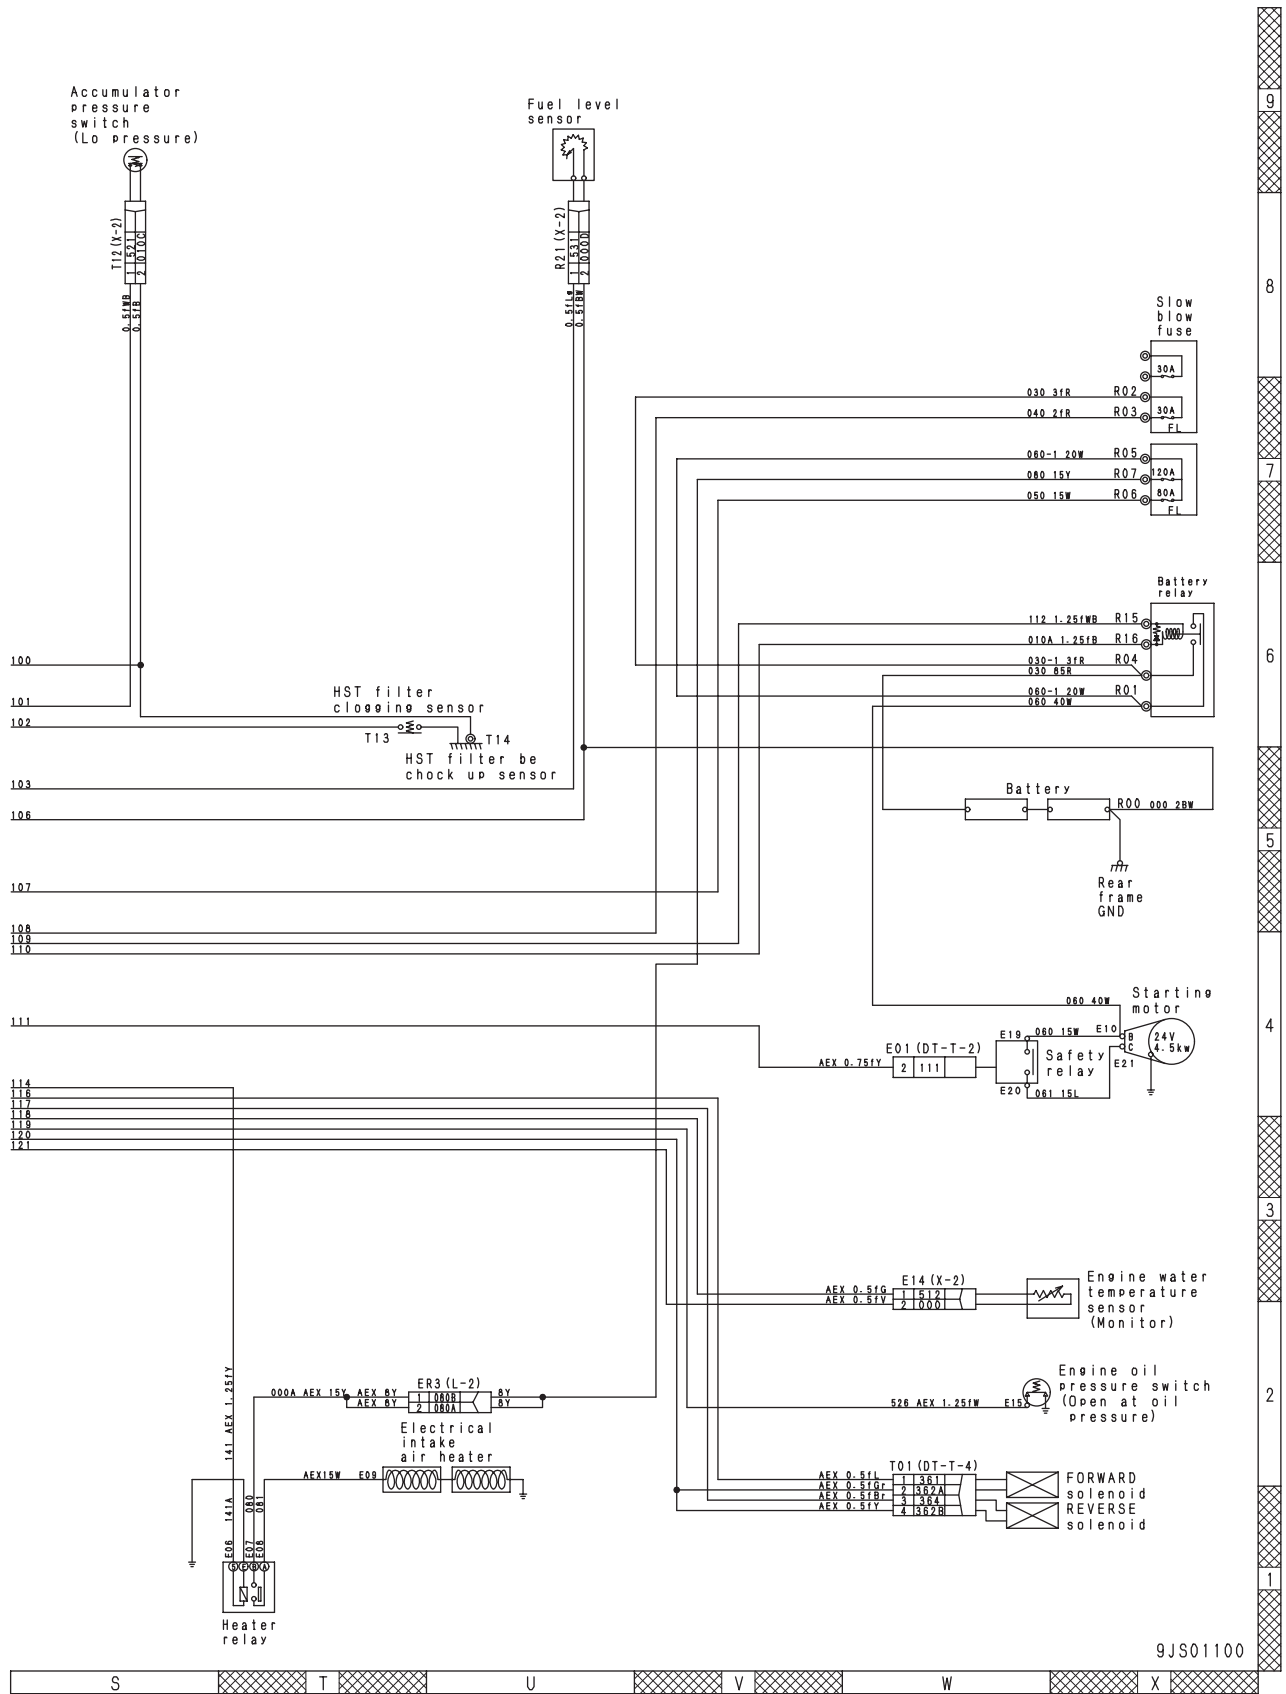 Accumulator
pressure
switch
(Lo pressure)
Fuel level
sensor
9
T12(X-2)
1 521
2 010C
0.5fWB
0.5fB
R21(X-2)
1 531
2 000D
0.5fLg
0.5fBW
8
Slow
blow
fuse
30A
030 3fR R02
040 2fR R03 30A
FL
060-1 20W R05
080 15Y R07 120A
050 15W R06 80A
FL
7
Battery
relay
112 1.25fWB R15
010A 1.25fB R16
030-1 3fR R04
030 85R
060-1 20W R01
060 40W
6
100
101
102
HST filter
clogging sensor
T13
T14
HST filter be
chock up sensor
103
106
Battery
R00 000 2BW
Rear
frame
GND
5
107
108
109
110
060 40W
Starting
motor
111
E19 060 15W E10
B
C
24V
4.5kw
4
E01(DT-T-2)
AEX 0.75fY 2 111
Safety
relay
E21
E20 061 15L
114
116
117
118
119
120
121
3
E14(X-2)
AEX 0.5fG 1 512
AEX 0.5fV 2 000
Engine water
temperature
sensor
(Monitor)
141 AEX 1.25fY
ER3(L-2)
000A AEX 15Y AEX 8Y 1 080B 8Y
AEX 8Y 2 080A 8Y
Engine oil
pressure switch
(Open at oil
pressure)
526 AEX 1.25fW E15
2
Electrical
intake
air heater
AEX15W E09
T01(DT-T-4)
AEX 0.5fL 1 361
AEX 0.5fGr 2 362A
AEX 0.5fBr 3 364
AEX 0.5fY 4 362B
FORWARD
solenoid
REVERSE
solenoid
E06 141A
E07 080
E08 081
S E B A
Heater
relay
1
9JS01100
S T U V W X